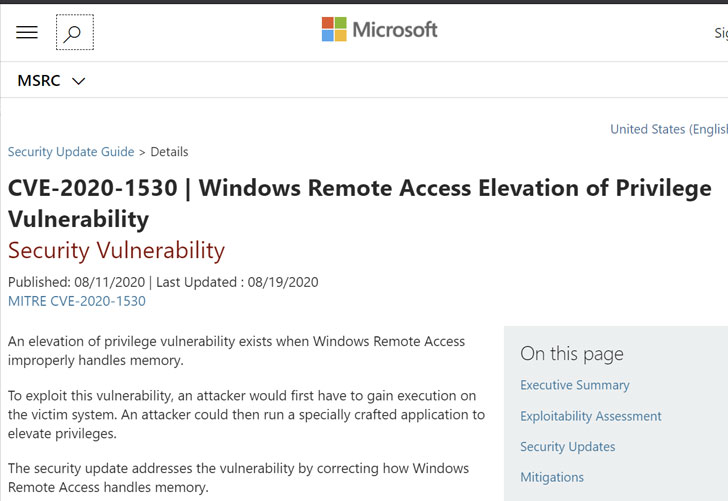 Microsoft
MSRC
Security Update Guide > Details
CVE-2020-1530 | Windows Remote Access Elevation of Privilege
Vulnerability
Security Vulnerability
Published: 08/11/2020 | Last Updated : 08/19/2020
MITRE CVE-2020-1530
An elevation of privilege vulnerability exists when Windows Remote Access
improperly handles memory.
To exploit this vulnerability, an attacker would first have to gain execution on
the victim system. An attacker could then run a specially crafted application to
elevate privileges.
The security update addresses the vulnerability by correcting how Windows
Remote Access handles memory.
United States
On this page
Executive Summary
Exploitability Assessment
Security Updates
Mitigations